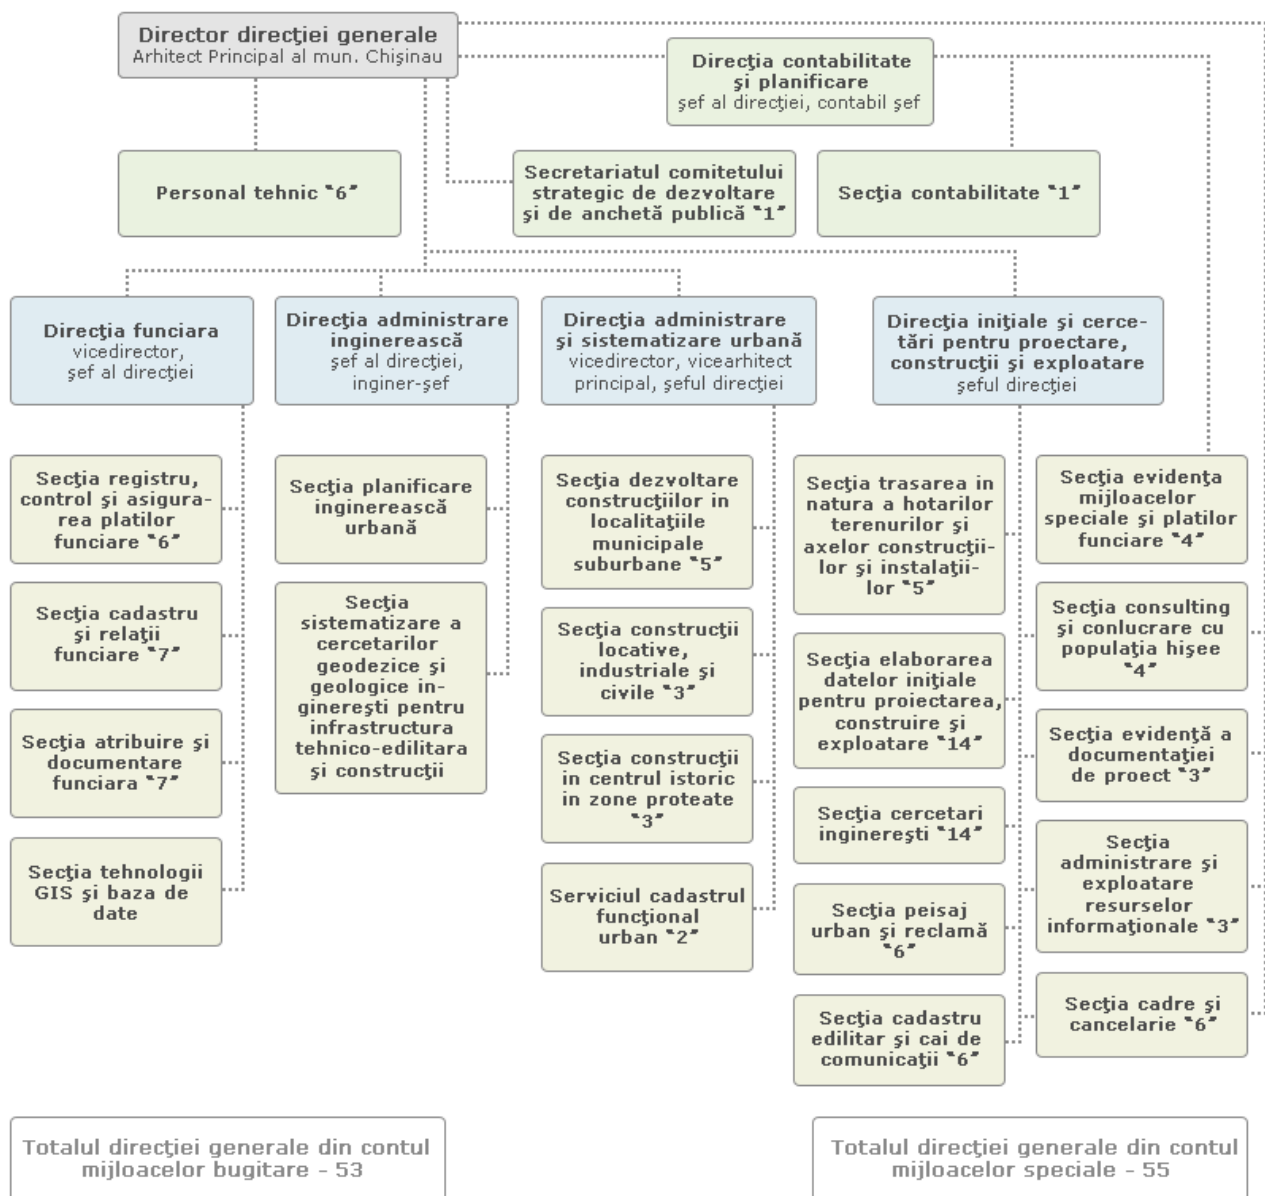 Director direcţiei generale
Arhitect Principal al mun. Chişinau
Direcţia contabilitate
şi planificare
şef al direcţiei, contabil şef
Personal tehnic "6"
Secretariatul comitetului
strategic de dezvoltare
şi de anchetă publică "1"
Secţia contabilitate "1"
Direcţia funciara
vicedirector,
şef al direcţiei
Direcţia administrare
inginerească
şef al direcţiei,
inginer-şef
Direcţia administrare
şi sistematizare urbană
vicedirector, vicearhitect
principal, şeful direcţiei
Direcţia iniţiale şi cerce-
tări pentru proectare,
construcţii şi exploatare
şeful direcţiei
Secţia registru,
control şi asigura-
rea platilor
funciare "6"
Secţia cadastru
şi relaţii
funciare "7"
Secţia atribuire şi
documentare
funciara "7"
Secţia tehnologii
GIS şi baza de
date
Secţia planificare
inginerească
urbană
Secţia
sistematizare a
cercetarilor
geodezice şi
geologice in-
ginereşti pentru
infrastructura
tehnico-edilitara
şi construcţii
Secţia dezvoltare
construcţiilor in
localitaţiile
municipale
suburbane "5"
Secţia construcţii
locative,
industriale şi
civile "3"
Secţia construcţii
in centrul istoric
in zone proteate
"3"
Serviciul cadastrul
funcţional
urban "2"
Secţia trasarea in
natura a hotarilor
terenurilor şi
axelor construcţii-
lor şi instalaţii-
lor "5"
Secţia elaborarea
datelor iniţiale
pentru proiectarea,
construire şi
exploatare "14"
Secţia cercetari
inginereşti "14"
Secţia peisaj
urban şi reclamă
"6"
Secţia cadastru
edilitar şi cai de
comunicaţii "6"
Secţia evidenţa
mijloacelor
speciale şi platilor
funciare "4"
Secţia consulting
şi conlucrare cu
populaţia hişee
"4"
Secţia evidenţă a
documentaţiei
de proect "3"
Secţia
administrare şi
exploatare
resurselor
informaţionale "3"
Secţia cadre şi
cancelarie "6"
Totalul direcţiei generale din contul
mijloacelor bugitare - 53
Totalul direcţiei generale din contul
mijloacelor speciale - 55